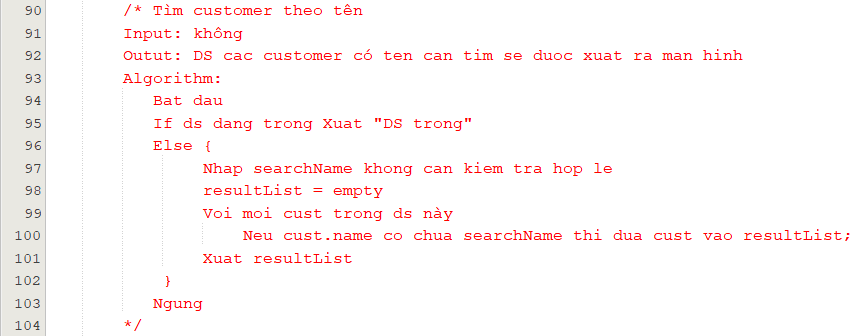 90 /* Tìm customer theo tên
91 Input: không
92 Outut: DS cac customer có ten can tim se duoc xuat ra man hinh
93 Algorithm:
94 Bat dau
95 If ds dang trong Xuat "DS trong"
96 Else {
97 Nhap searchName khong can kiem tra hop le
98 resultList = empty
99 Voi moi cust trong ds này
100 Neu cust.name co chua searchName thi dua cust vao resultList;
101 Xuat resultList
102 }
103 Ngung
104 */